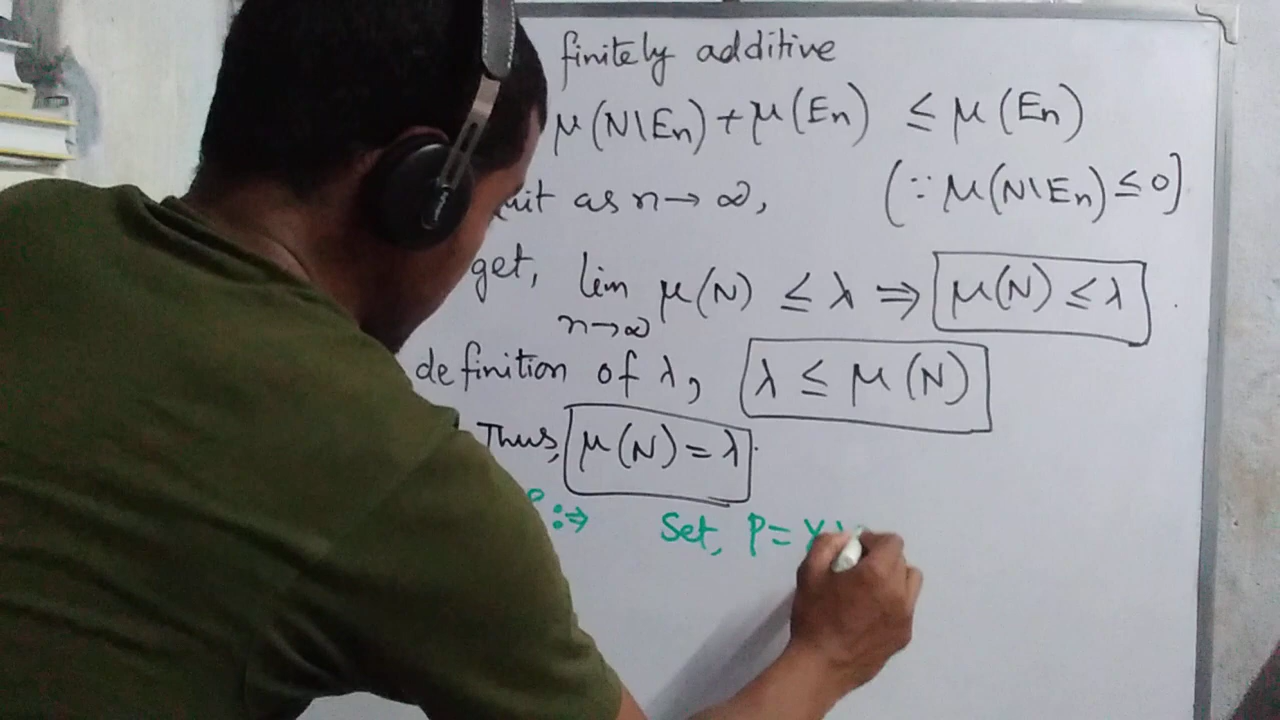 finitely additive
μ(N\En) + μ(En) ≤ μ(En)
as n→∞, (∵ μ(N\En) ≤ 0)
get, lim n→∞ μ(N) ≤ λ ⇒ μ(N) ≤ λ.
definition of λ, λ ≤ μ(N)
Thus, μ(N) = λ.
:⇒ Set, P = X\